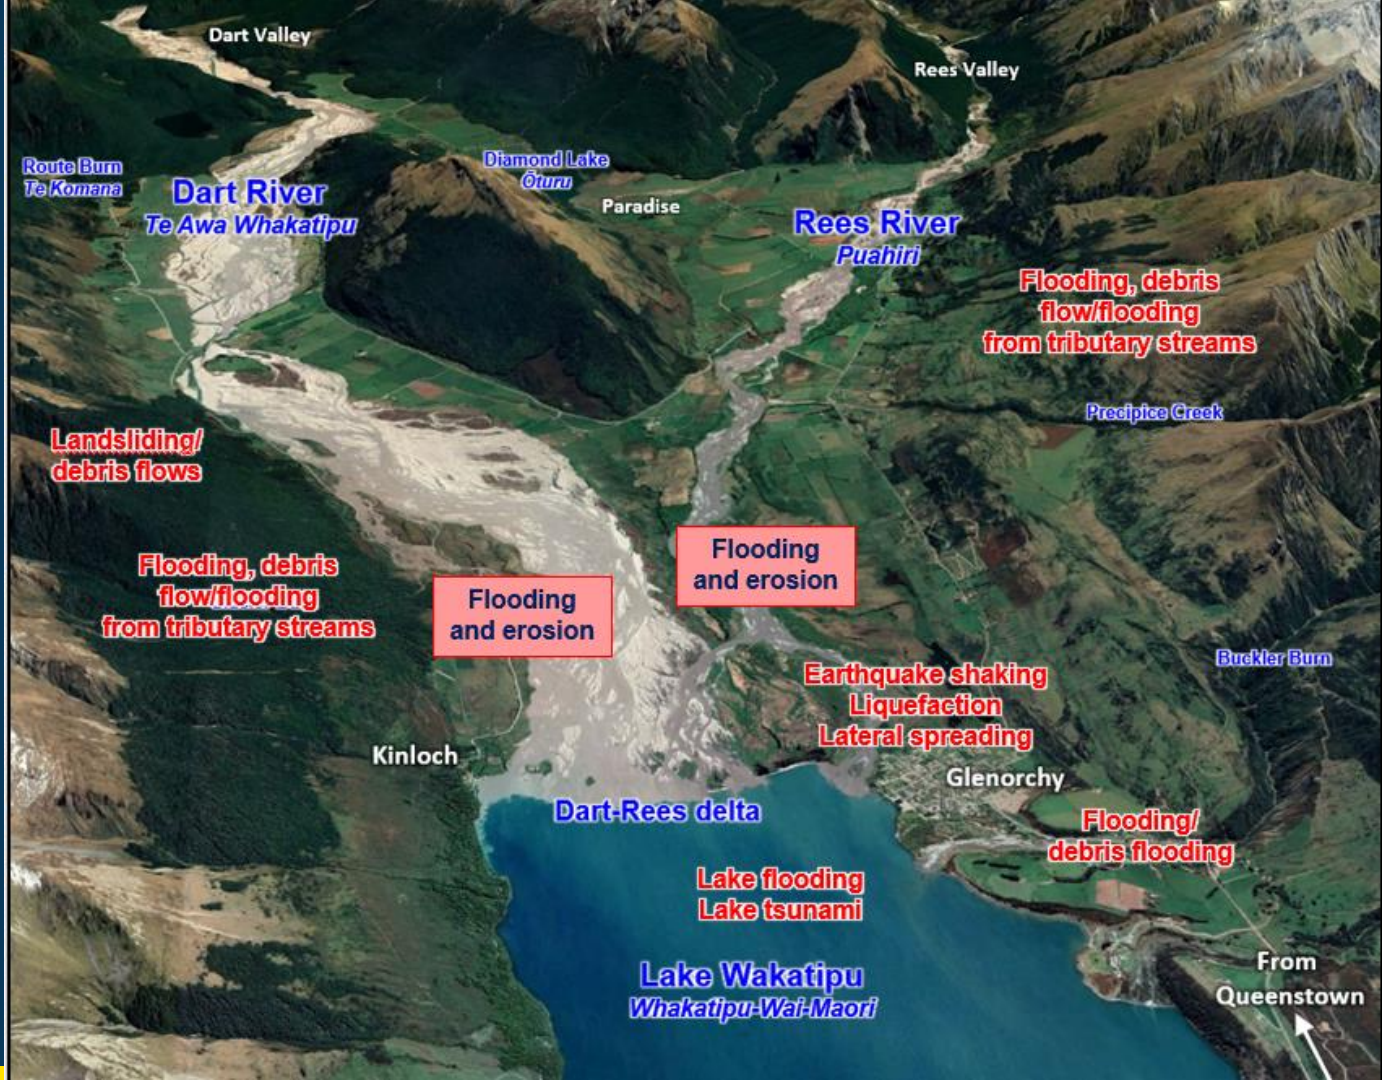 Dart Valley
Rees Valley
Route Burn
Te Komana
Diamond Lake
Ōturu
Dart River
Te Awa Whakatipu
Paradise
Rees River
Puahiri
Flooding, debris
flow/flooding
from tributary streams
Precipice Creek
Landsliding/
debris flows
Flooding
and erosion
Flooding, debris
flow/flooding
from tributary streams
Flooding
and erosion
Buckler Burn
Earthquake shaking
Liquefaction
Lateral spreading
Kinloch
Glenorchy
Dart-Rees delta
Flooding/
debris flooding
Lake flooding
Lake tsunami
Lake Wakatipu
Whakatipu-Wai-Maori
From
Queenstown